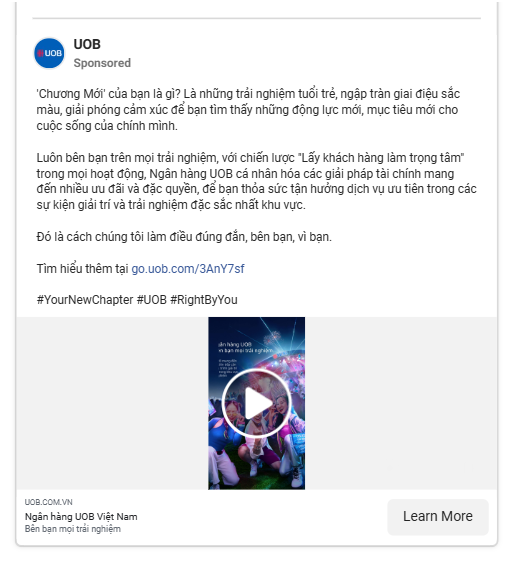 UOB
UOB
Sponsored
'Chương Mới' của bạn là gì? Là những trải nghiệm tuổi trẻ, ngập tràn giai điệu sắc
màu, giải phóng cảm xúc để bạn tìm thấy những động lực mới, mục tiêu mới cho
cuộc sống của chính mình.
Luôn bên bạn trên mọi trải nghiệm, với chiến lược "Lấy khách hàng làm trọng tâm"
trong mọi hoạt động, Ngân hàng UOB cá nhân hóa các giải pháp tài chính mang
đến nhiều ưu đãi và đặc quyền, để bạn thỏa sức tận hưởng dịch vụ ưu tiên trong các
sự kiện giải trí và trải nghiệm đặc sắc nhất khu vực.
Đó là cách chúng tôi làm điều đúng đắn, bên bạn, vì bạn.
Tìm hiểu thêm tại go.uob.com/3AnY7sf
#YourNewChapter #UOB #RightByYou
hàng UOB
bạn mọi trải nghiệm
UOB.COM.VN
Ngân hàng UOB Việt Nam
Bên bạn mọi trải nghiệm
Learn More